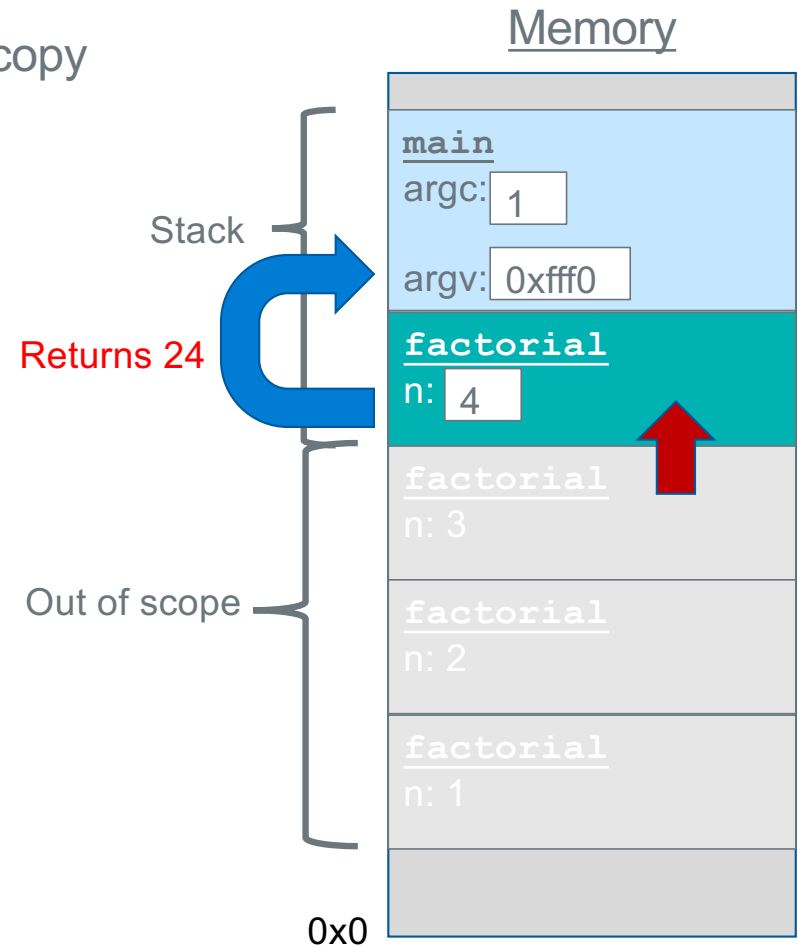 copy
Memory
main
argc: 1
Stack
argv: 0xfff0
Returns 24
factorial
n: 4
factorial
n: 3
Out of scope
factorial
n: 2
factorial
n: 1
0x0